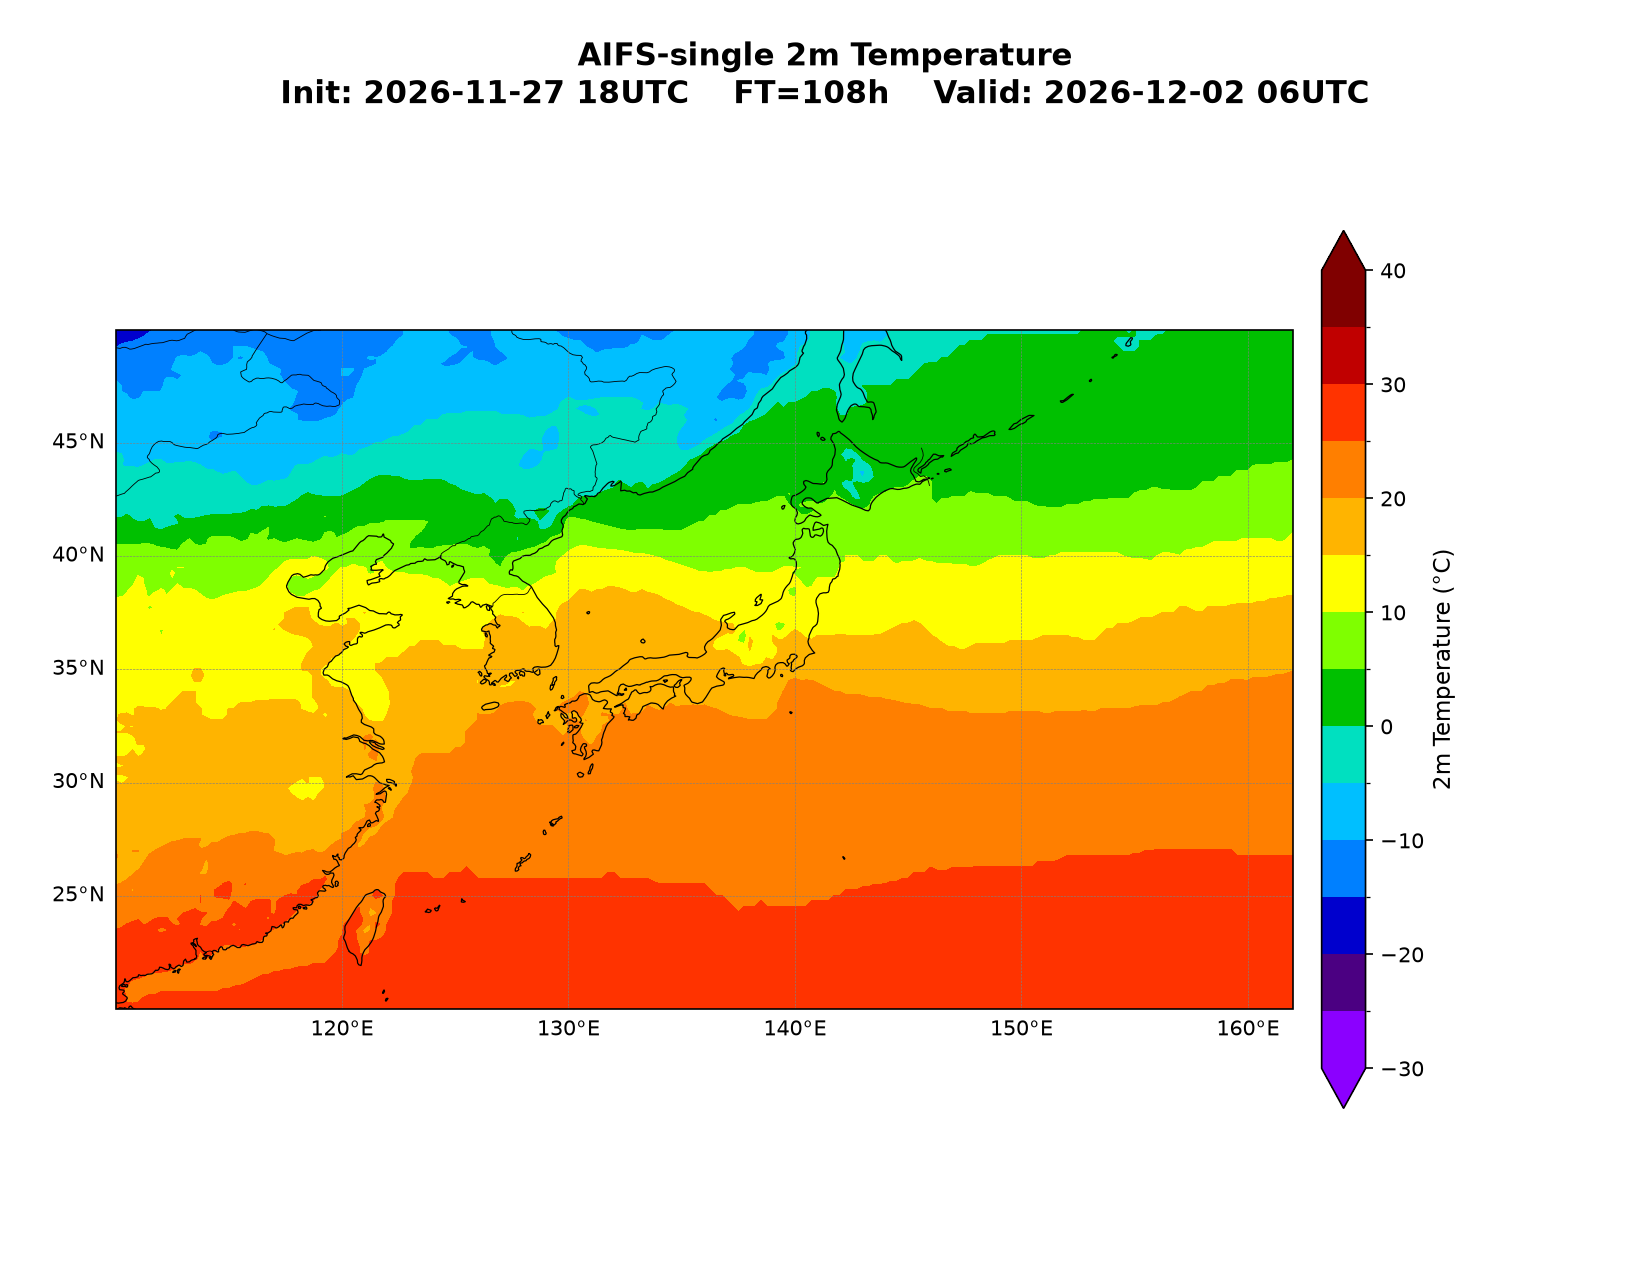 AIFS-single 2m Temperature
Init: 2026-11-27 18UTC    FT=108h    Valid: 2026-12-02 06UTC
45°N
40°N
35°N
30°N
25°N
120°E
130°E
140°E
150°E
160°E
40
30
20
10
0
−10
−20
−30
2m Temperature (°C)